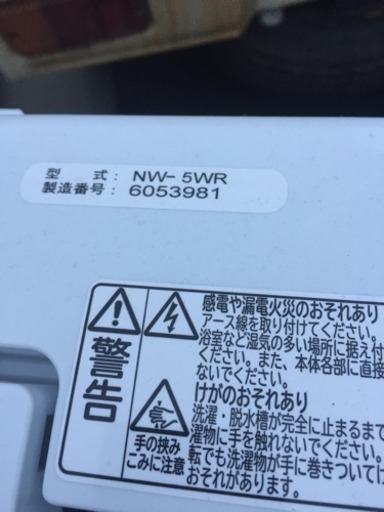 型 式: NW- 5WR
製造番号: 6053981
警告
感電や漏電火災のおそれあり
アース線を取り付けてください。
浴室など湿気の多い場所に据え付
ください。また、本体各部に直接
ないでください。
けがのおそれあり
洗濯・脱水槽が完全に止まるまで
濯物に手を触れないでください。
転でも洗濯物が手に巻きついてけ
おそれがあります。
手の挟み
こみに注意